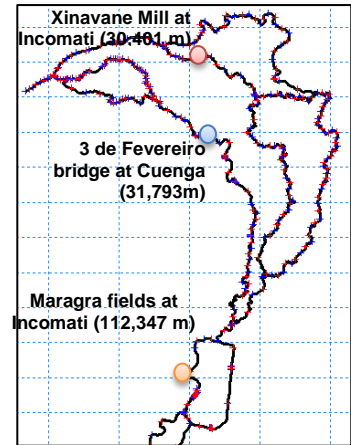 Xinavane Mill at
Incomati (30,401 m)
3 de Fevereiro
bridge at Cuenga
(31,793m)
Maragra fields at
Incomati (112,347 m)